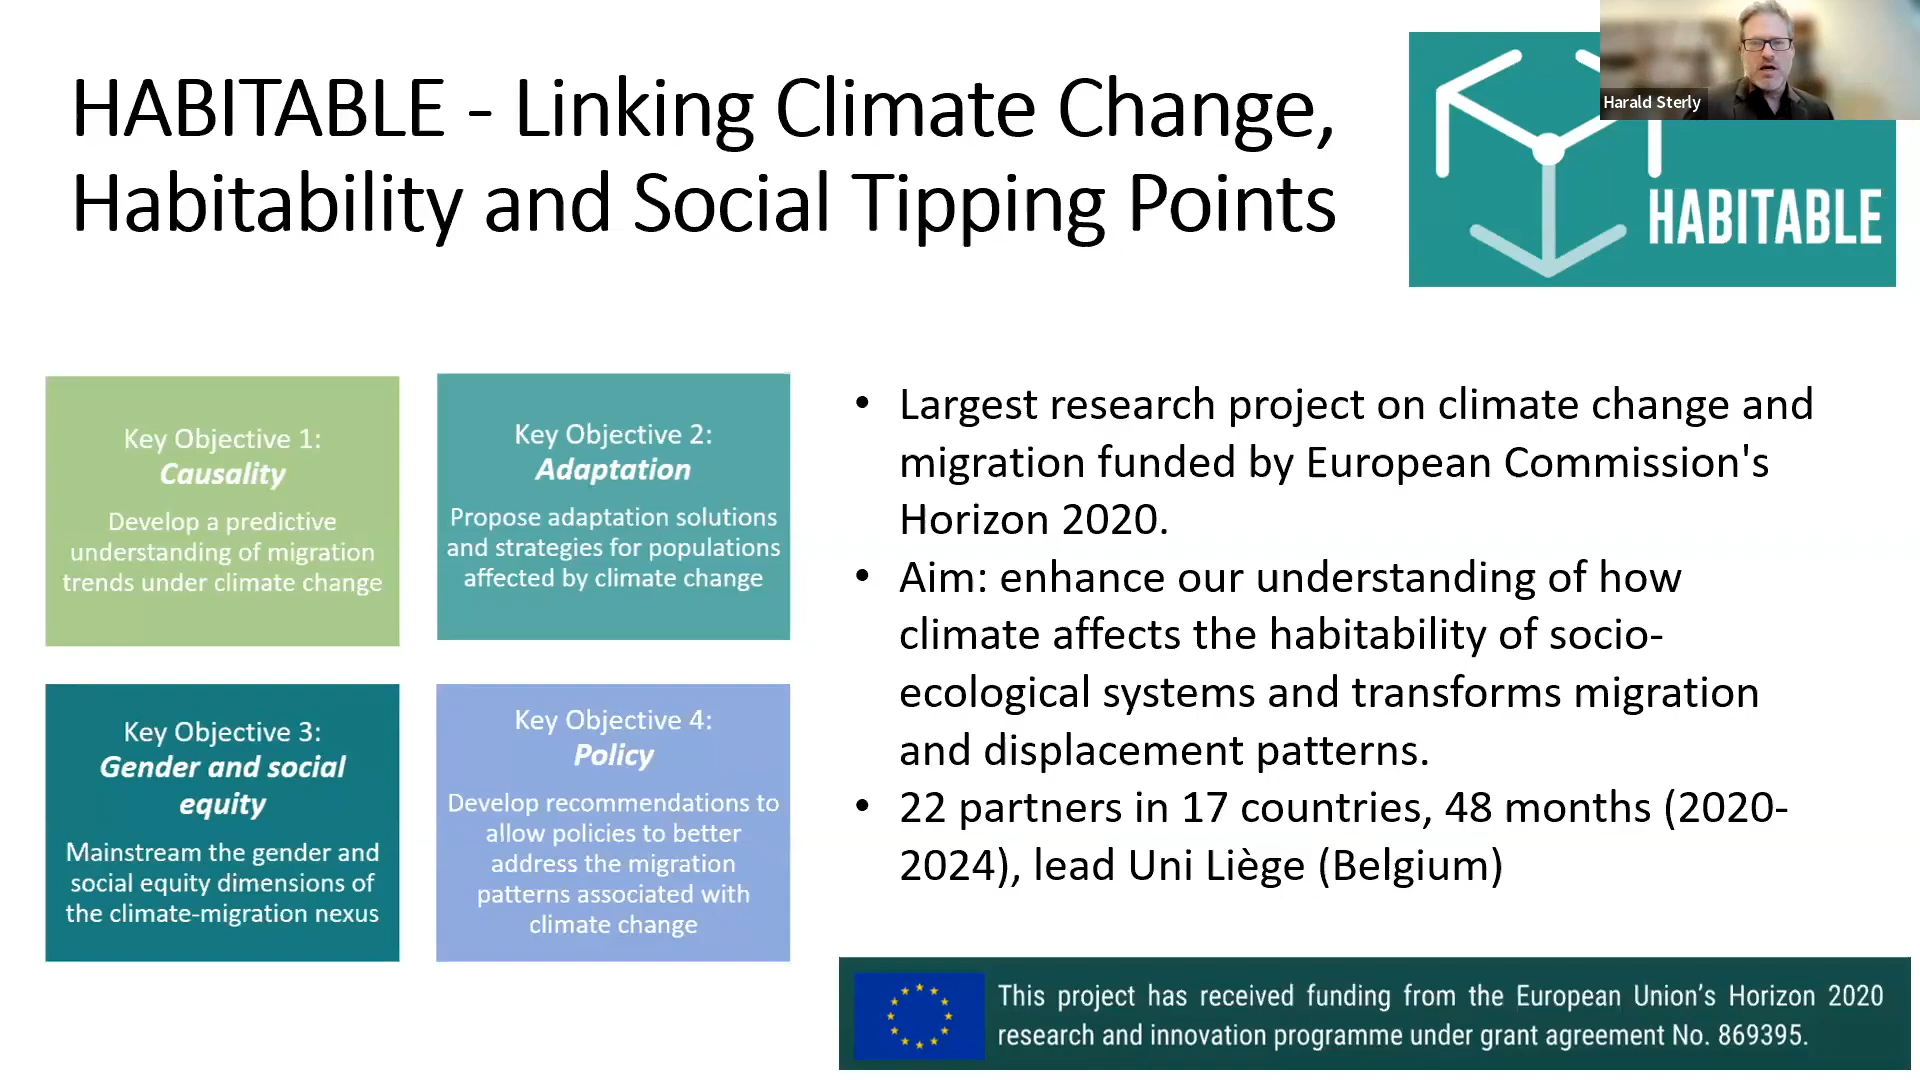 HABITABLE - Linking Climate Change,
Habitability and Social Tipping Points
Harald Sterly
HABITABLE
Key Objective 1:
Causality
Develop a predictive
understanding of migration
trends under climate change
Key Objective 2:
Adaptation
Propose adaptation solutions
and strategies for populations
affected by climate change
Key Objective 3:
Gender and social
equity
Mainstream the gender and
social equity dimensions of
the climate-migration nexus
Key Objective 4:
Policy
Develop recommendations to
allow policies to better
address the migration
patterns associated with
climate change
• Largest research project on climate change and
migration funded by European Commission's
Horizon 2020.
• Aim: enhance our understanding of how
climate affects the habitability of socio-
ecological systems and transforms migration
and displacement patterns.
• 22 partners in 17 countries, 48 months (2020-
2024), lead Uni Liège (Belgium)
This project has received funding from the European Union’s Horizon 2020
research and innovation programme under grant agreement No. 869395.